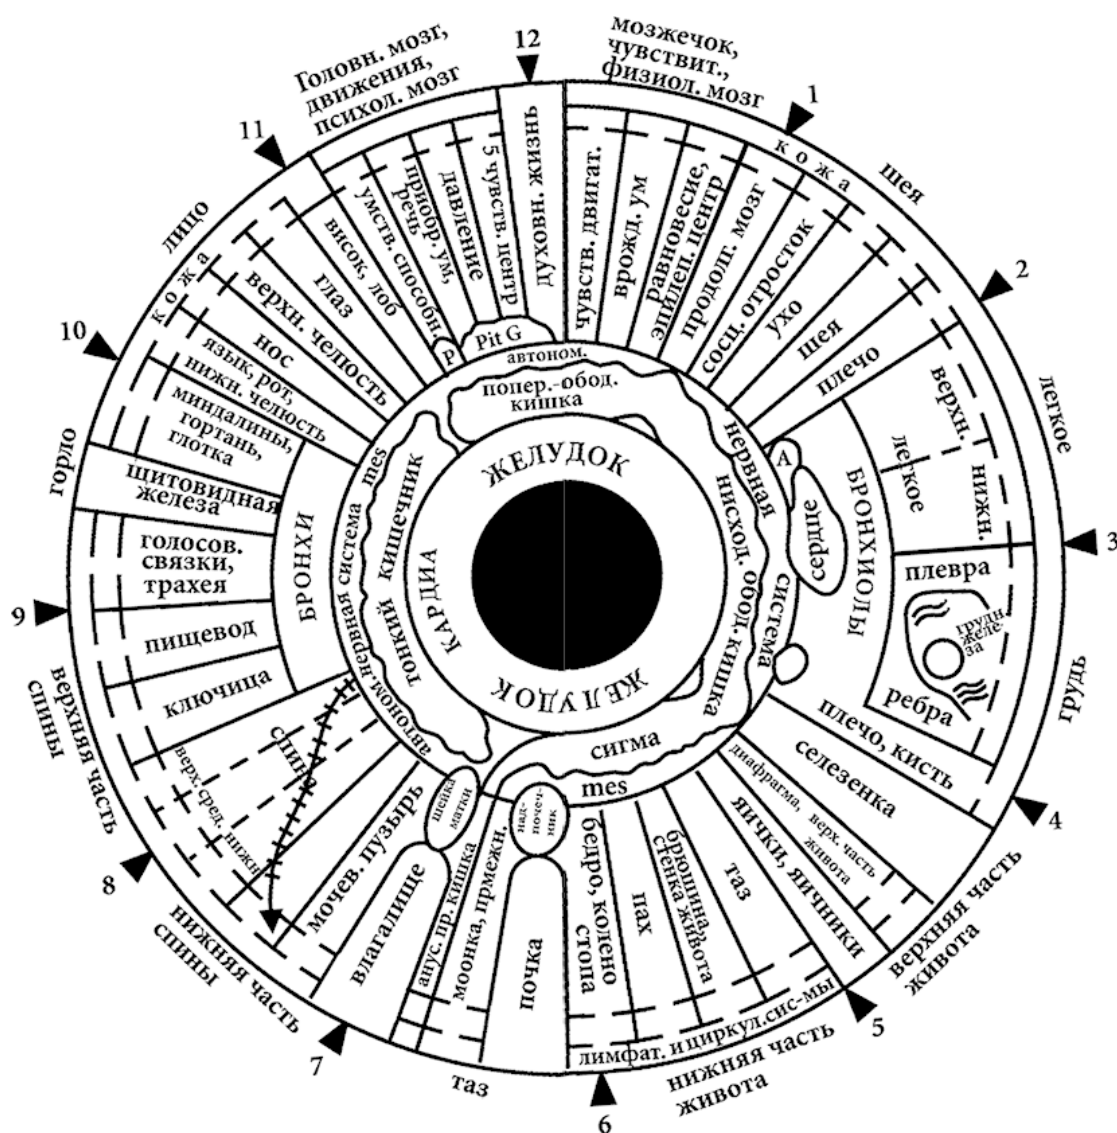 Головн. мозг,
движения,
психол. мозг
12
мозжечок,
чувствит.,
физиол. мозг
1
кожа
шея
2
легкое
3
грудь
4
верхняя часть
живота
5
нижняя часть
живота
6
таз
7
нижняя часть
спины
8
верхняя часть
спины
9
горло
10
кожа
лицо
11
духовн. жизнь
чувств. двигат.
врожд. ум
равновесие,
эпилед. центр
продолг. мозг
сосц. отросток
ухо
шея
плечо
верхн.
легкое
нижн.
БРОНХИОЛЫ
плевра
грудн.
желе-
за
ребра
плечо, кисть
селезенка
диафрагма, верх. часть
живота
яички, яичники
таз
брюшина,
стенка живота
пах
бедро, колено
стопа
лимфат. и циркул.сис-мы
почка
над-
почеч-
ник
моонка, прмежн.
анус. пр. кишка
влагалище
шейка
матки
мочев. пузырь
спина
верх. сред. нижн
ключица
пищевод
голосов.
связки,
трахея
БРОНХИ
щитовидная
железа
миндалины,
гортань,
глотка
язык, рот,
нижн. челюсть
нос
верхн. челюсть
глаз
висок, лоб
умств. способн.
приобр. ум,
речь
давление
5 чувств. центр
P.
Pit G
автоном.
нервная
система
A
сердце
попер.-обод.
кишка
нисход. обод. кишка
сигма
mes
mes
автоном.нервная система
тонкий кишечник
ЖЕЛУДОК
КАРДИА
ЖЕЛУДОК